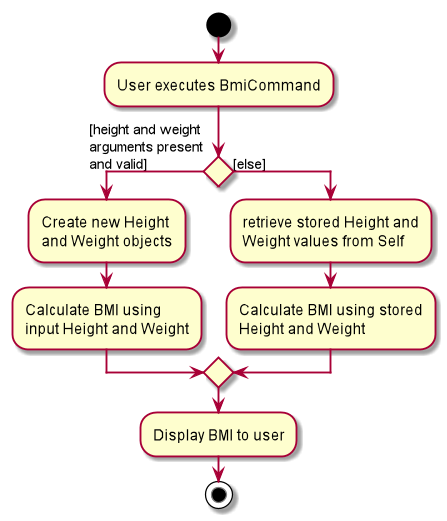 User executes BmiCommand
[height and weight
arguments present
and valid]
[else]
Create new Height
and Weight objects
retrieve stored Height and
Weight values from Self
Calculate BMI using
input Height and Weight
Calculate BMI using stored
Height and Weight
Display BMI to user